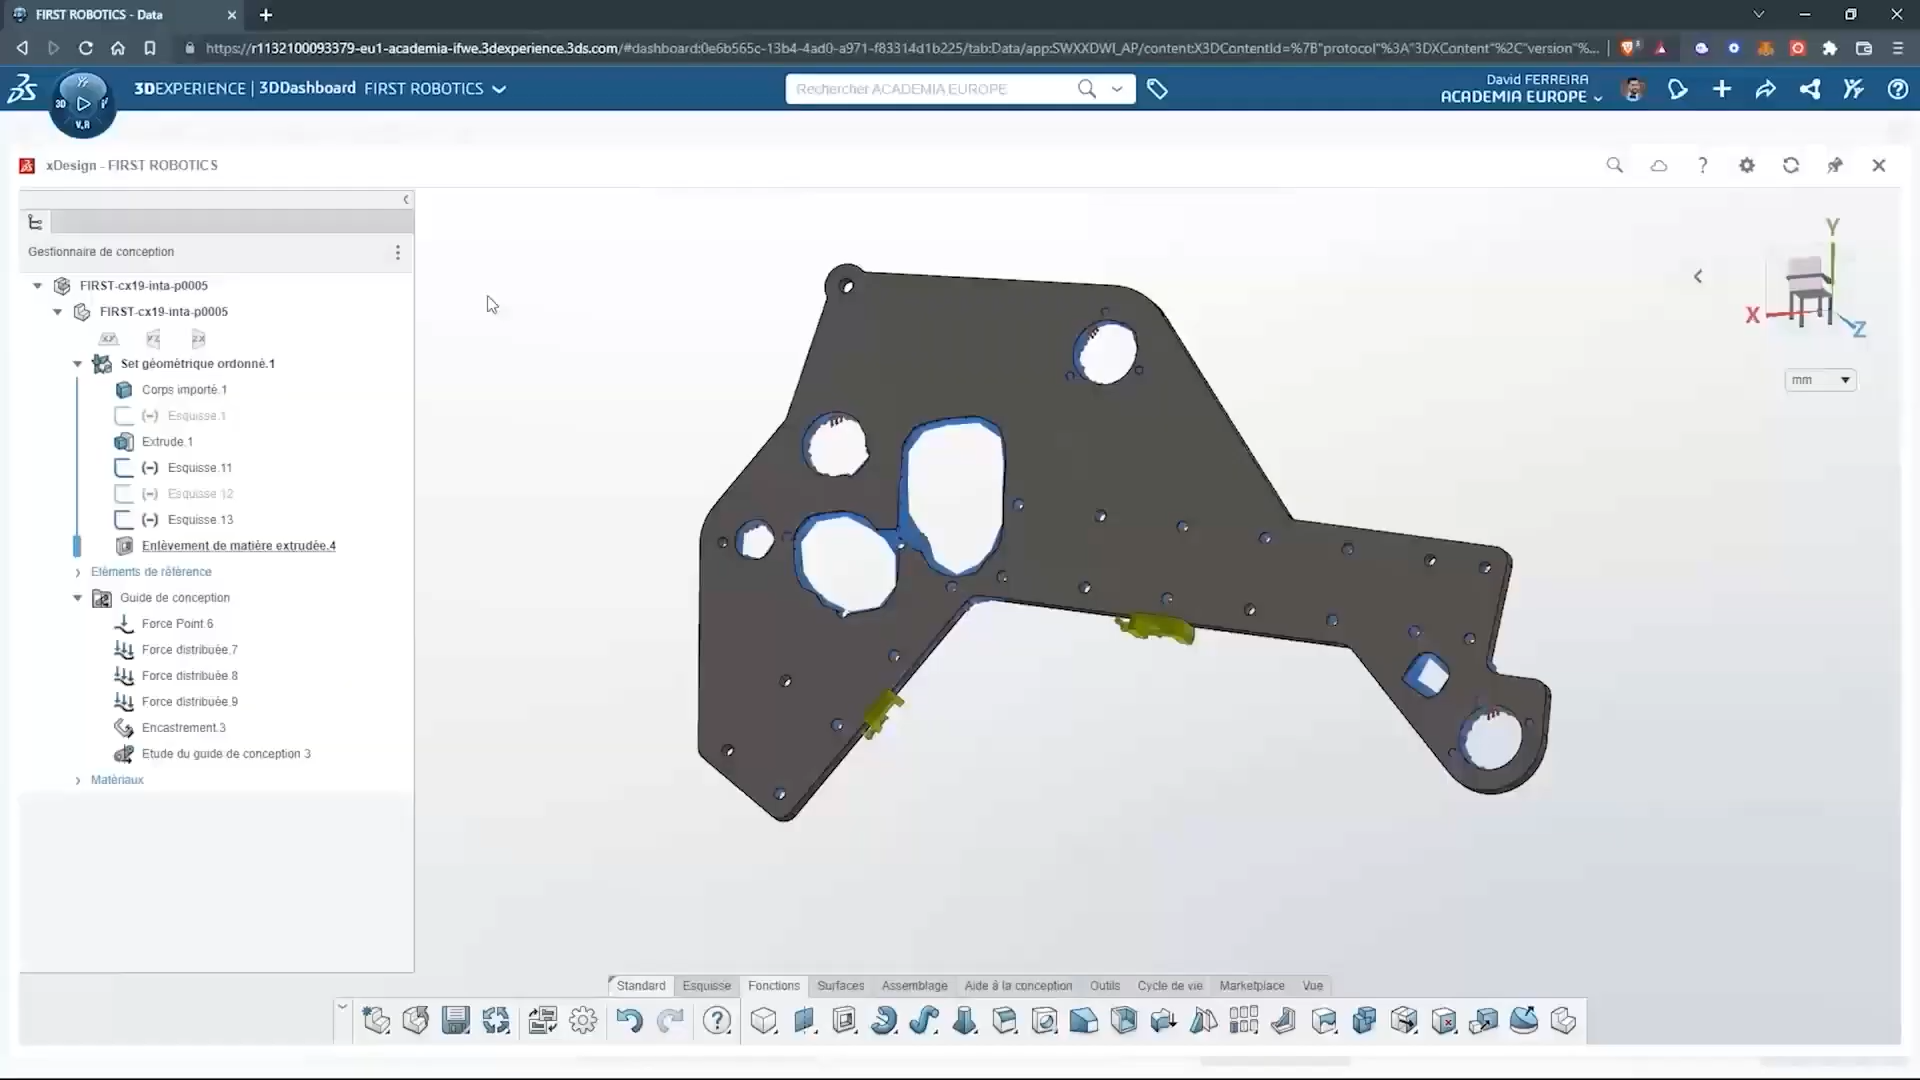 FIRST ROBOTICS - Data
https://r1132100093379-eu1-academia-ifwe.3dexperience.3ds.com/#dashboard:0e6b565c-13b4-4ad0-a971-f83314d1b225/tab:Data/app:SWXXDWI_AP/content:X3DContentId=%7B"protocol"%3A"3DXContent"%2C"version"%...
3DEXPERIENCE | 3DDashboard FIRST ROBOTICS
Rechercher ACADEMIA EUROPE
David FERREIRA
ACADEMIA EUROPE
3D
V,R
xDesign - FIRST ROBOTICS
Gestionnaire de conception
FIRST-cx19-inta-p0005
FIRST-cx19-inta-p0005
XY YZ ZX
Set géométrique ordonné.1
Corps importé.1
(-) Esquisse.1
Extrude.1
(-) Esquisse.11
(-) Esquisse.12
(-) Esquisse.13
Enlèvement de matière extrudée.4
Eléments de référence
Guide de conception
Force Point.6
Force distribuée.7
Force distribuée.8
Force distribuée.9
Encastrement.3
Etude du guide de conception 3
Matériaux
Y
X
Z
mm
Standard Esquisse Fonctions Surfaces Assemblage Aide à la conception Outils Cycle de vie Marketplace Vue